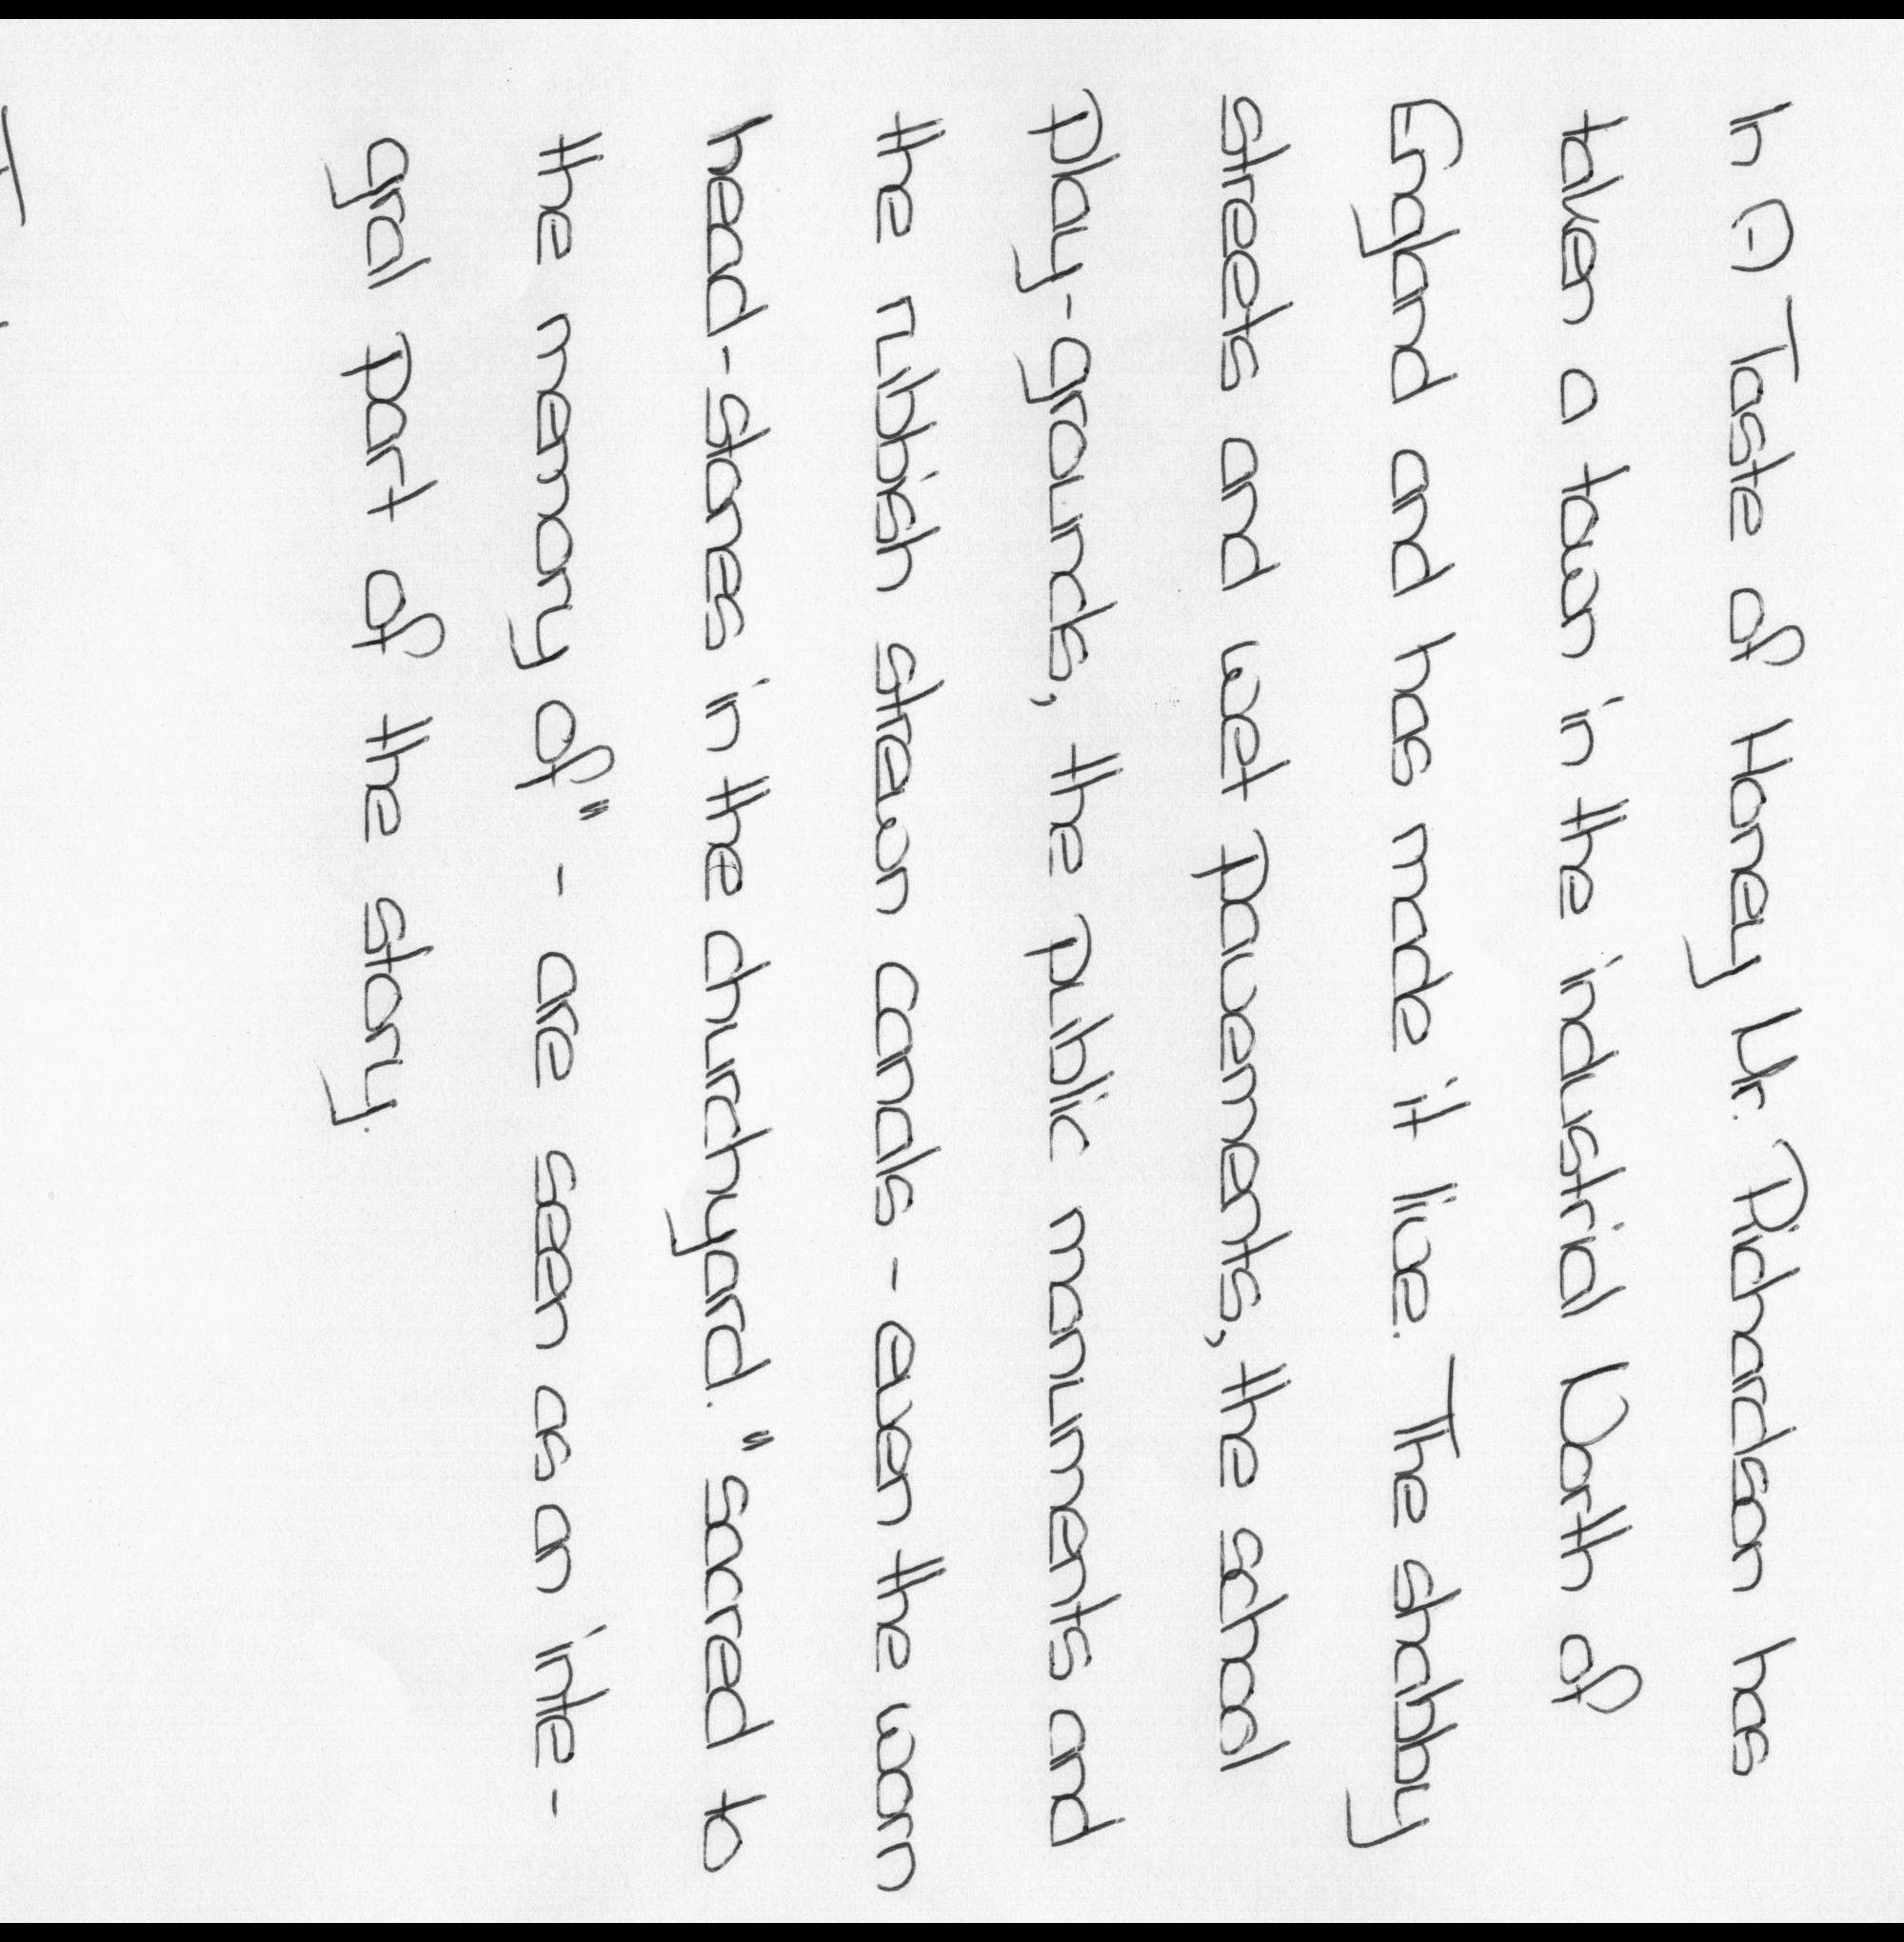 In A Taste of Honey Mr. Richardson has
taken a town in the industrial North of
England and has made it live. The shabby
streets and wet pavements, the school
play-grounds, the public monuments and
the rubbish strewn canals - even the worn
head-stones in the churchyard. "sacred to
the memory of" - are seen as an inte-
gral part of the story.